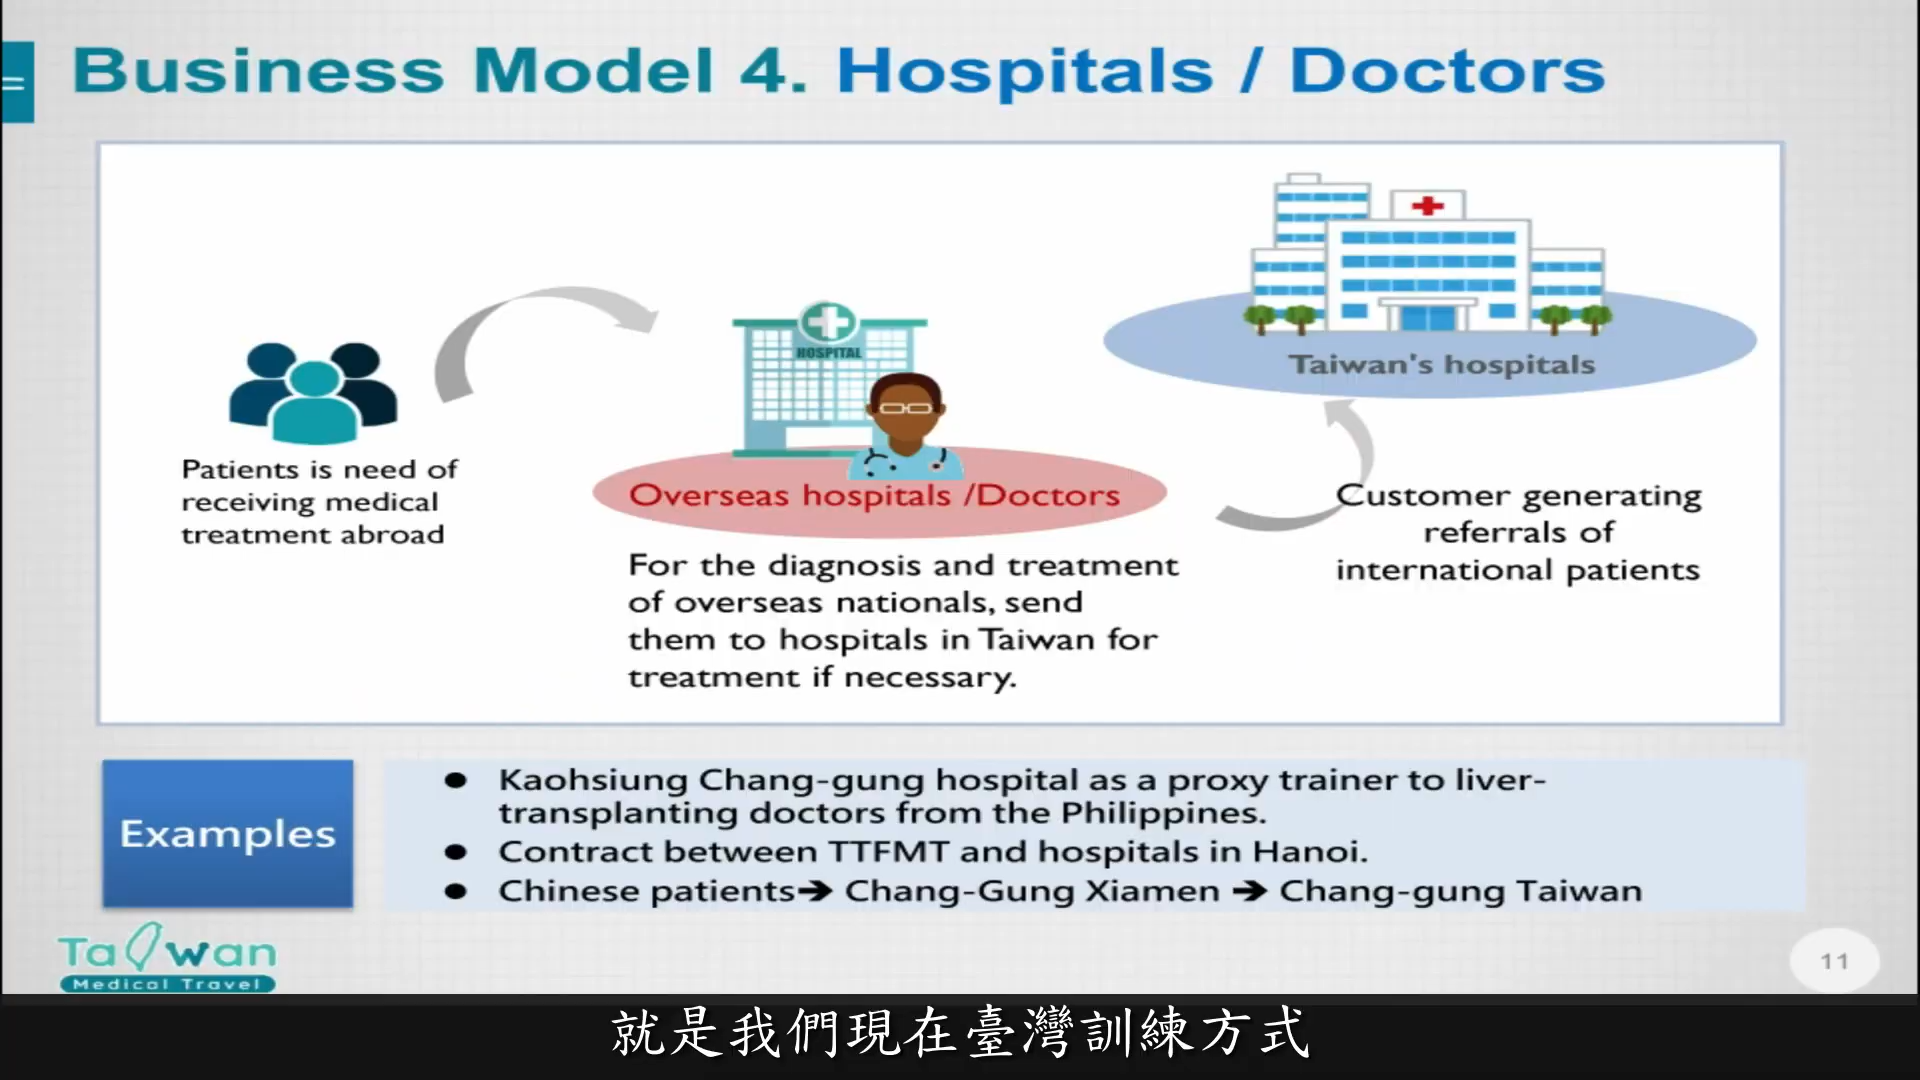 Business Model 4. Hospitals / Doctors
HOSPITAL
Taiwan's hospitals
Patients is need of
receiving medical
treatment abroad
Overseas hospitals /Doctors
For the diagnosis and treatment
of overseas nationals, send
them to hospitals in Taiwan for
treatment if necessary.
Customer generating
referrals of
international patients
Examples
● Kaohsiung Chang-gung hospital as a proxy trainer to liver-
transplanting doctors from the Philippines.
● Contract between TTFMT and hospitals in Hanoi.
● Chinese patients➔ Chang-Gung Xiamen ➔ Chang-gung Taiwan
Taiwan
Medical Travel
11
就是我們現在臺灣訓練方式